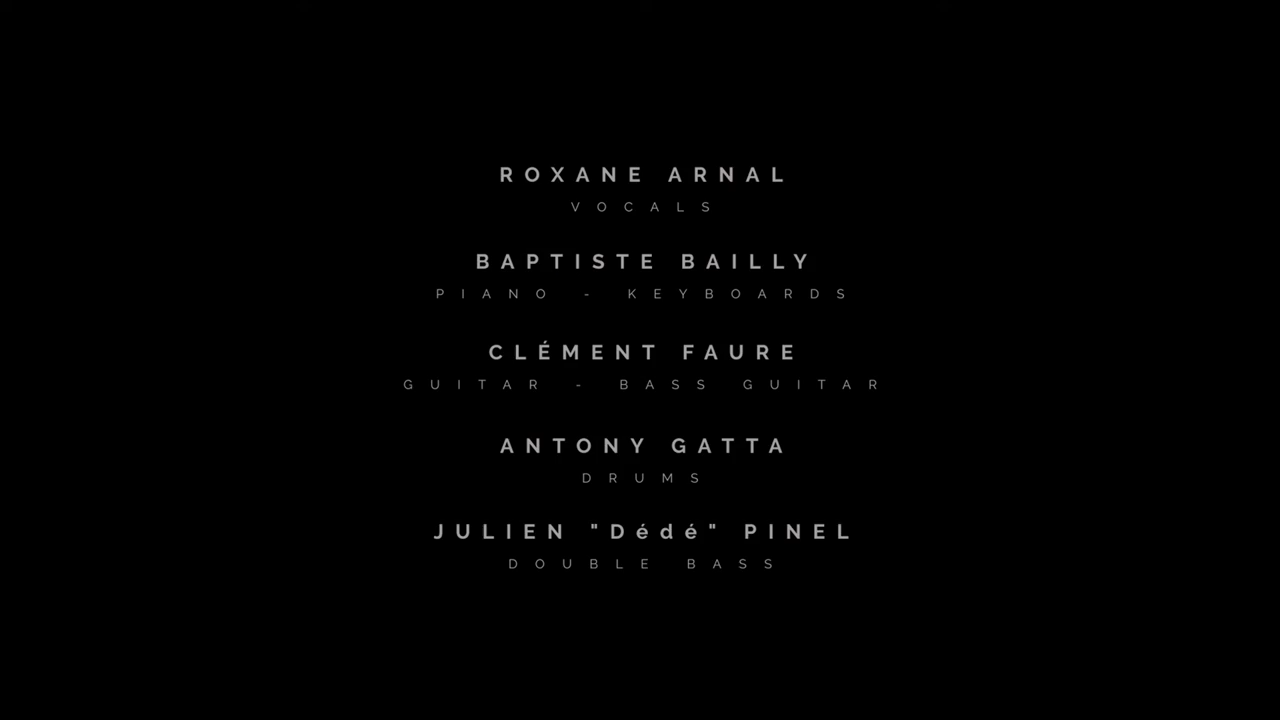 ROXANE ARNAL
VOCALS
BAPTISTE BAILLY
PIANO - KEYBOARDS
CLÉMENT FAURE
GUITAR - BASS GUITAR
ANTONY GATTA
DRUMS
JULIEN "Dédé" PINEL
DOUBLE BASS